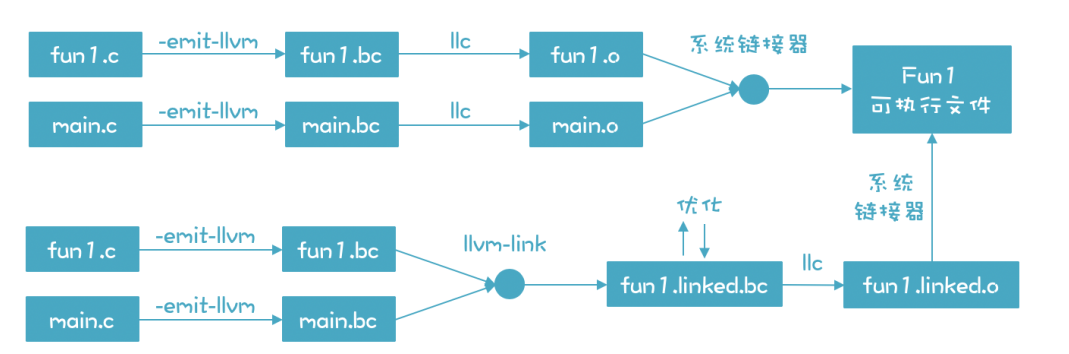 fun1.c
-emit-llvm
fun1.bc
llc
fun1.o
系统链接器
Fun1
可执行文件
main.c
-emit-llvm
main.bc
llc
main.o
系统
链接器
优化
fun1.c
-emit-llvm
fun1.bc
llvm-link
fun1.linked.bc
llc
fun1.linked.o
main.c
-emit-llvm
main.bc